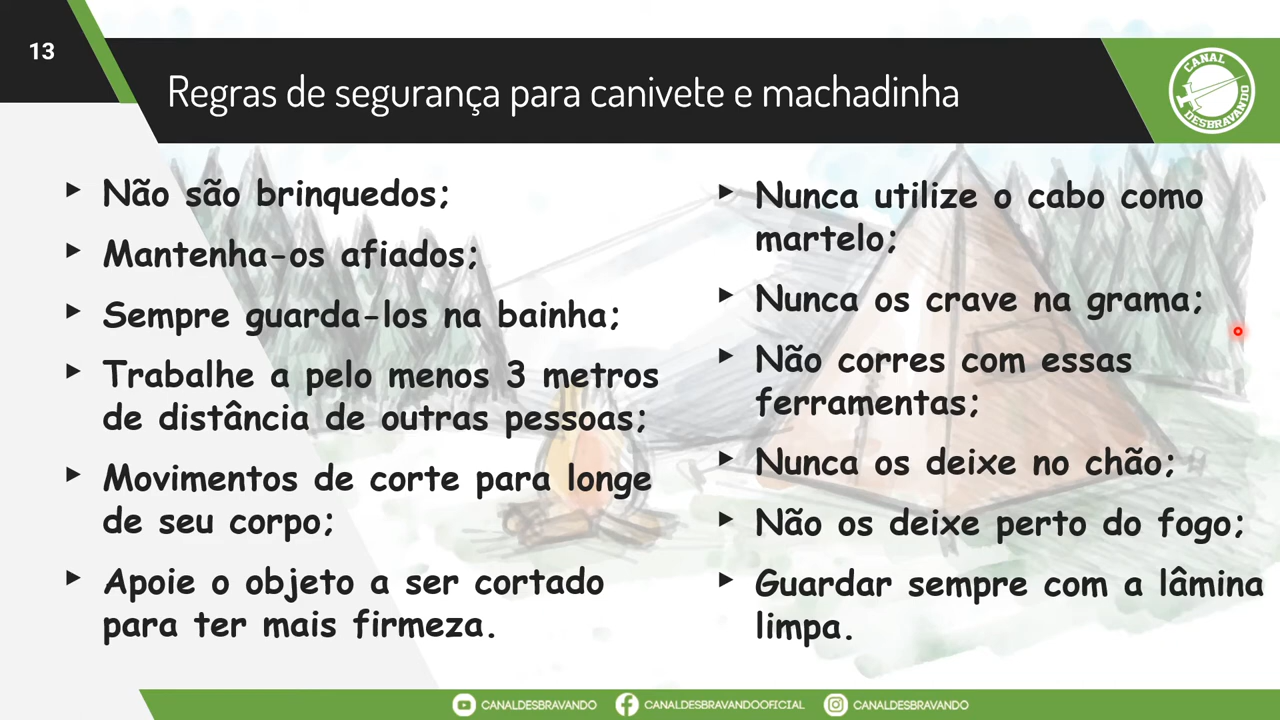 13
Regras de segurança para canivete e machadinha
CANAL
DESBRAVANDO
Não são brinquedos;
Mantenha-os afiados;
Sempre guarda-los na bainha;
Trabalhe a pelo menos 3 metros
de distância de outras pessoas;
Movimentos de corte para longe
de seu corpo;
Apoie o objeto a ser cortado
para ter mais firmeza.
Nunca utilize o cabo como
martelo;
Nunca os crave na grama;
Não corres com essas
ferramentas;
Nunca os deixe no chão;
Não os deixe perto do fogo;
Guardar sempre com a lâmina
limpa.
CANALDESBRAVANDO
CANALDESBRAVANDOOFICIAL
CANALDESBRAVANDO